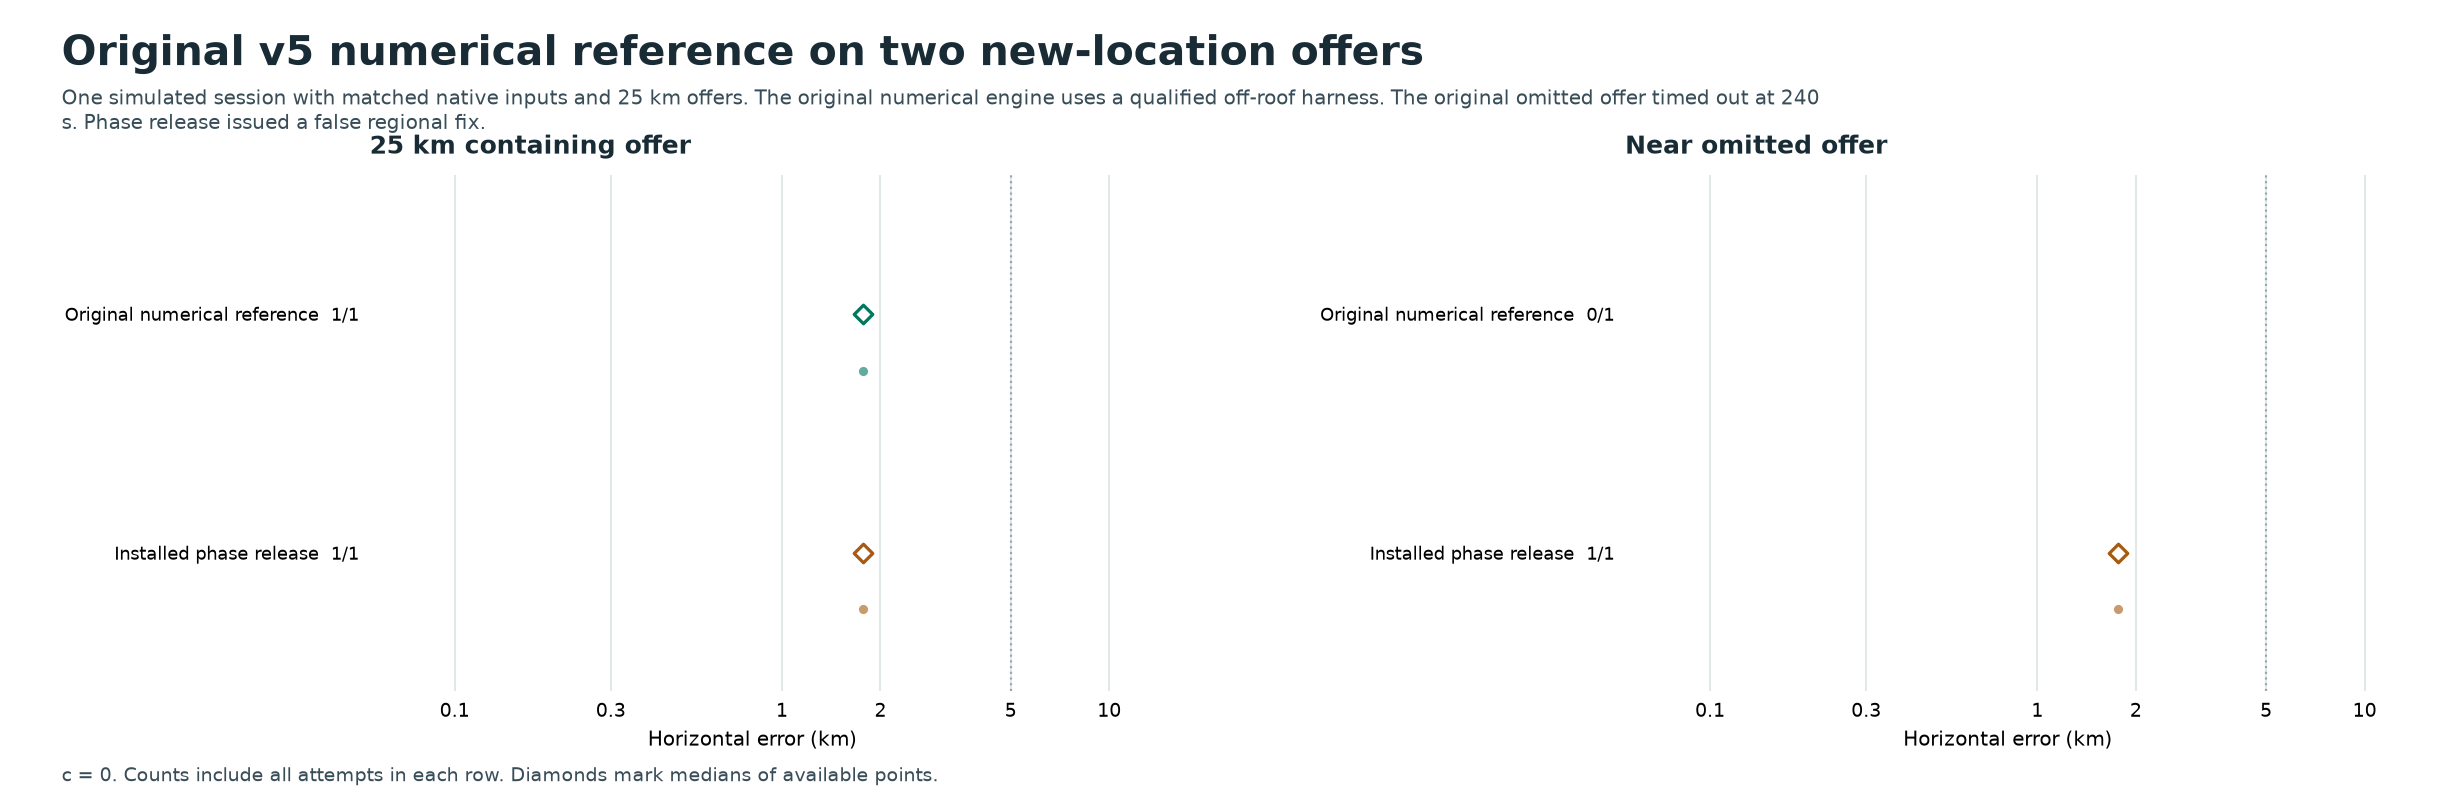 Original v5 numerical reference on two new-location offers
One simulated session with matched native inputs and 25 km offers. The original numerical engine uses a qualified off-roof harness. The original omitted offer timed out at 240
s. Phase release issued a false regional fix.
25 km containing offer
Original numerical reference 1/1
Installed phase release 1/1
0.1 0.3 1 2 5 10
Horizontal error (km)
Near omitted offer
Original numerical reference 0/1
Installed phase release 1/1
0.1 0.3 1 2 5 10
Horizontal error (km)
c = 0. Counts include all attempts in each row. Diamonds mark medians of available points.